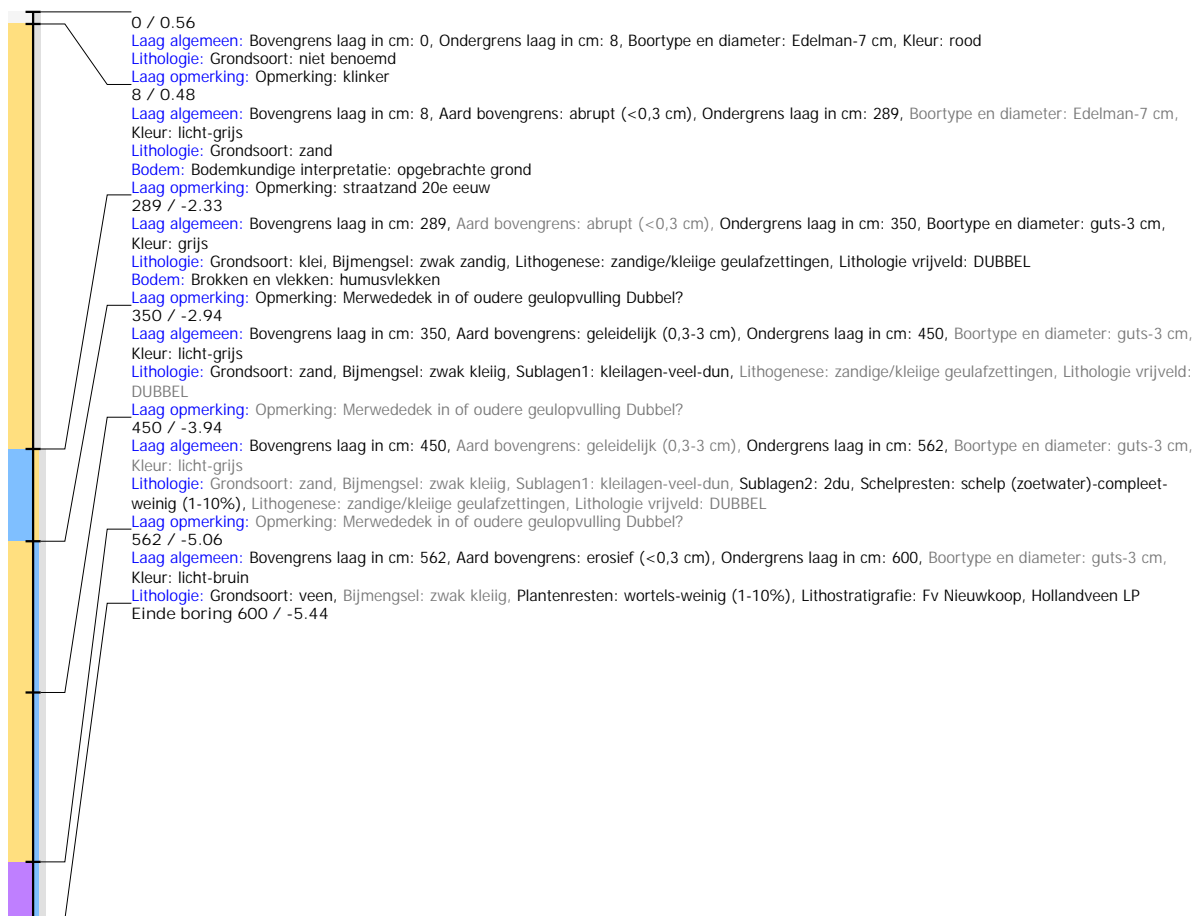 0 / 0.56
Laag algemeen: Bovengrens laag in cm: 0, Ondergrens laag in cm: 8, Boortype en diameter: Edelman-7 cm, Kleur: rood
Lithologie: Grondsoort: niet benoemd
Laag opmerking: Opmerking: klinker
8 / 0.48
Laag algemeen: Bovengrens laag in cm: 8, Aard bovengrens: abrupt (<0,3 cm), Ondergrens laag in cm: 289, Boortype en diameter: Edelman-7 cm,
Kleur: licht-grijs
Lithologie: Grondsoort: zand
Bodem: Bodemkundige interpretatie: opgebrachte grond
Laag opmerking: Opmerking: straatzand 20e eeuw
289 / -2.33
Laag algemeen: Bovengrens laag in cm: 289, Aard bovengrens: abrupt (<0,3 cm), Ondergrens laag in cm: 350, Boortype en diameter: guts-3 cm,
Kleur: grijs
Lithologie: Grondsoort: klei, Bijmengsel: zwak zandig, Lithogenese: zandige/kleiige geulafzettingen, Lithologie vrijveld: DUBBEL
Bodem: Brokken en vlekken: humusvlekken
Laag opmerking: Opmerking: Merwededek in of oudere geulopvulling Dubbel?
350 / -2.94
Laag algemeen: Bovengrens laag in cm: 350, Aard bovengrens: geleidelijk (0,3-3 cm), Ondergrens laag in cm: 450, Boortype en diameter: guts-3 cm,
Kleur: licht-grijs
Lithologie: Grondsoort: zand, Bijmengsel: zwak kleiig, Sublagen1: kleilagen-veel-dun, Lithogenese: zandige/kleiige geulafzettingen, Lithologie vrijveld:
DUBBEL
Laag opmerking: Opmerking: Merwededek in of oudere geulopvulling Dubbel?
450 / -3.94
Laag algemeen: Bovengrens laag in cm: 450, Aard bovengrens: geleidelijk (0,3-3 cm), Ondergrens laag in cm: 562, Boortype en diameter: guts-3 cm,
Kleur: licht-grijs
Lithologie: Grondsoort: zand, Bijmengsel: zwak kleiig, Sublagen1: kleilagen-veel-dun, Sublagen2: 2du, Schelpresten: schelp (zoetwater)-compleet-
weinig (1-10%), Lithogenese: zandige/kleiige geulafzettingen, Lithologie vrijveld: DUBBEL
Laag opmerking: Opmerking: Merwededek in of oudere geulopvulling Dubbel?
562 / -5.06
Laag algemeen: Bovengrens laag in cm: 562, Aard bovengrens: erosief (<0,3 cm), Ondergrens laag in cm: 600, Boortype en diameter: guts-3 cm,
Kleur: licht-bruin
Lithologie: Grondsoort: veen, Bijmengsel: zwak kleiig, Plantenresten: wortels-weinig (1-10%), Lithostratigrafie: Fv Nieuwkoop, Hollandveen LP
Einde boring 600 / -5.44